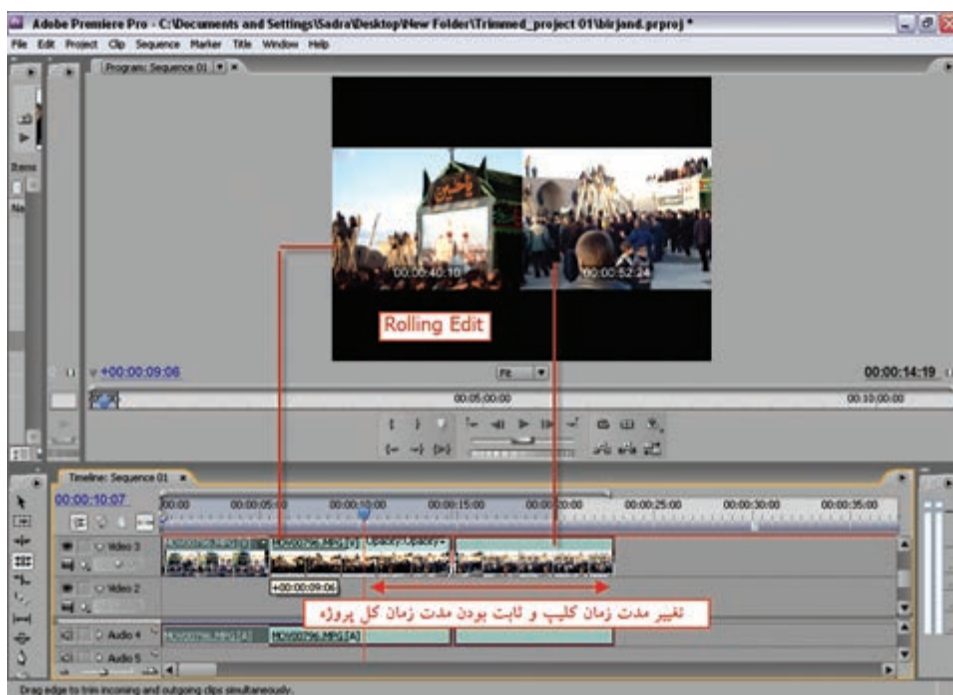 Adobe Premiere Pro - C:\Documents and Settings\Sadra\Desktop\New Folder\Trimmed_project 01\birjand.prproj *
File Edit Project Clip Sequence Marker Title Window Help
Program: Sequence 01
Items
Na
یا حسین
00:00:40:10
00:00:52:24
Rolling Edit
+00:00:09:06
Fit
00:00:14:19
00:05:00:00
00:10:00:00
Timeline: Sequence 01
00:00:10:07
00:00
00:00:05:00
00:00:10:00
00:00:15:00
00:00:20:00
00:00:25:00
00:00:30:00
00:00:35:00
Video 3
MOV00796.MPG [V] Opacity:Opacity
Video 2
+00:00:09:06
تغییر مدت زمان کلیپ و ثابت بودن مدت زمان کل پروژه
Audio 4
MOV00796.MPG [A]
Audio 5
Drag edge to trim incoming and outgoing clips simultaneously.